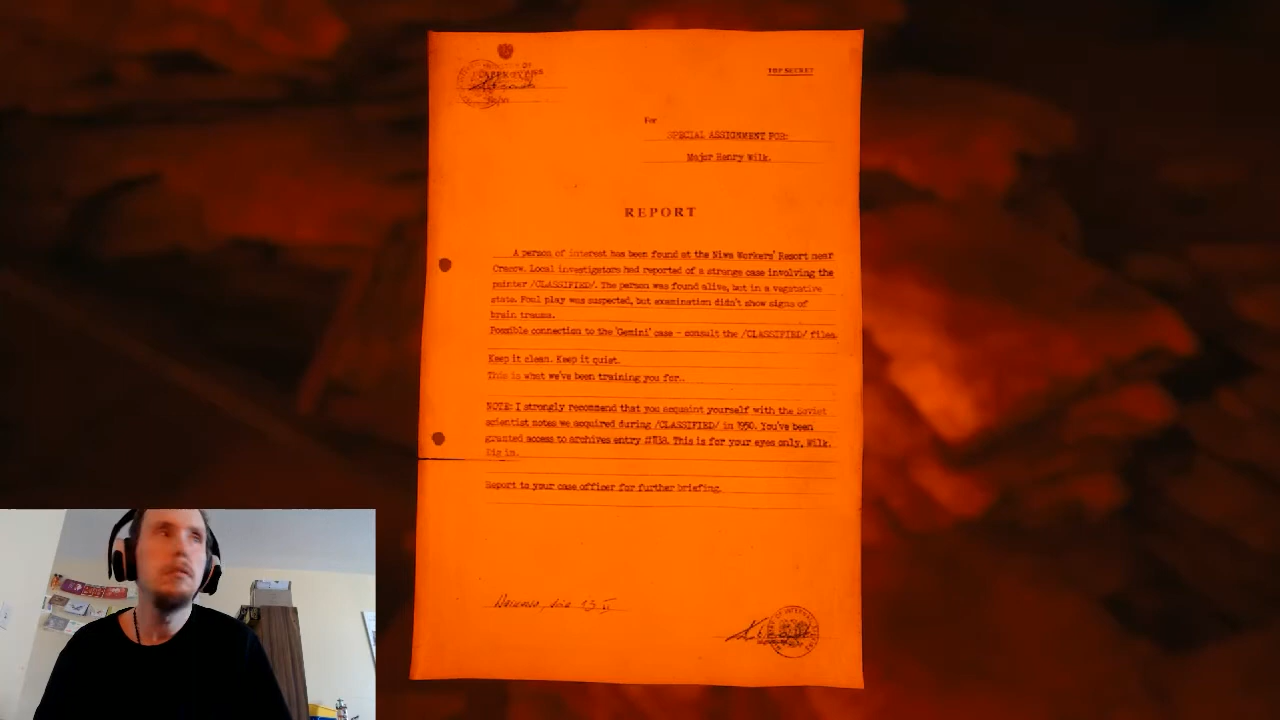 TOP SECRET
For
SPECIAL ASSIGNMENT FOR:
Major Henry Wilk.
REPORT
A person of interest has been found at the Niwa Workers' Resort near
Cracow. Local investigators had reported of a strange case involving the
painter /CLASSIFIED/. The person was found alive, but in a vegetative
state. Foul play was suspected, but examination didn't show signs of
brain trauma.
Possible connection to the 'Gemini' case - consult the /CLASSIFIED/ files.
Keep it clean. Keep it quiet.
This is what we've been training you for..
NOTE: I strongly recommend that you acquaint yourself with the Soviet
scientist notes we acquired during /CLASSIFIED/ in 1950. You've been
granted access to archives entry #1138. This is for your eyes only, Wilk.
Dig in.
Report to your case officer for further briefing.